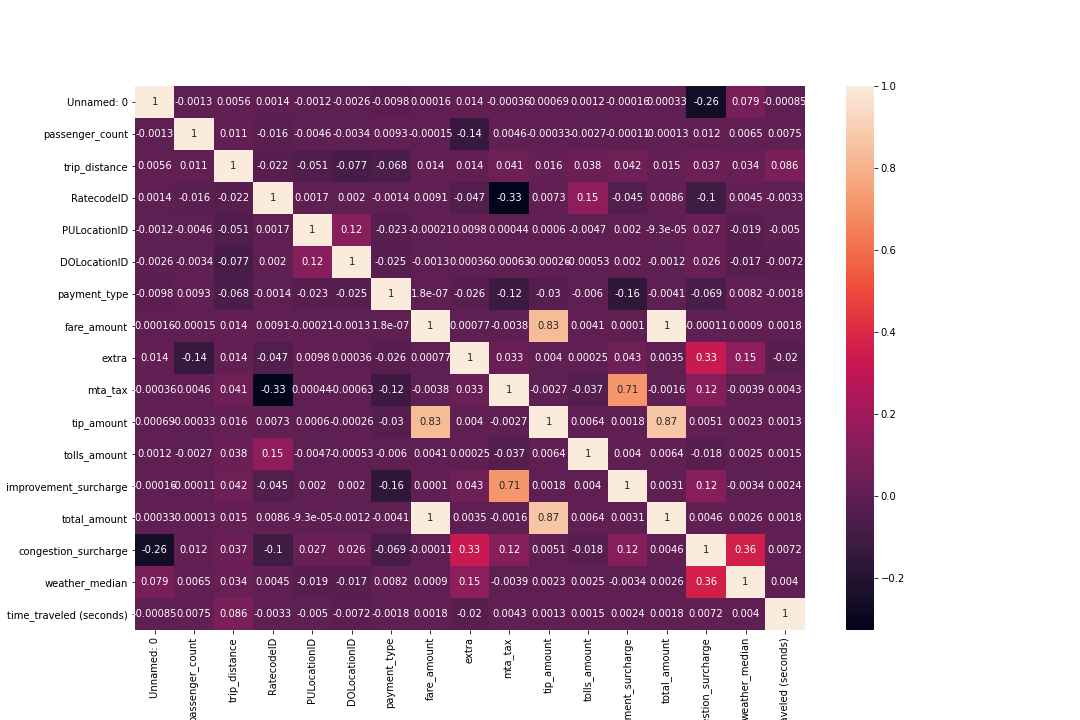 Unnamed: 0 1 -0.0013 0.0056 0.0014 -0.0012 -0.0026 -0.0098 0.00016 0.014 -0.00036 0.00069 0.0012 -0.00016 0.00033 -0.26 0.079 -0.00085
passenger_count -0.0013 1 0.011 -0.016 -0.0046 -0.0034 0.0093 -0.00015 -0.14 0.0046 -0.00033 -0.0027 -0.00011 -0.00013 0.012 0.0065 0.0075
trip_distance 0.0056 0.011 1 -0.022 -0.051 -0.077 -0.068 0.014 0.014 0.041 0.016 0.038 0.042 0.015 0.037 0.034 0.086
RatecodeID 0.0014 -0.016 -0.022 1 0.0017 0.002 -0.0014 0.0091 -0.047 -0.33 0.0073 0.15 -0.045 0.0086 -0.1 0.0045 -0.0033
PULocationID -0.0012 -0.0046 -0.051 0.0017 1 0.12 -0.023 -0.00021 0.0098 0.00044 0.0006 -0.0047 0.002 -9.3e-05 0.027 -0.019 -0.005
DOLocationID -0.0026 -0.0034 -0.077 0.002 0.12 1 -0.025 -0.0013 0.00036 -0.00063 -0.00026 -0.00053 0.002 -0.0012 0.026 -0.017 -0.0072
payment_type -0.0098 0.0093 -0.068 -0.0014 -0.023 -0.025 1 1.8e-07 -0.026 -0.12 -0.03 -0.006 -0.16 -0.0041 -0.069 0.0082 -0.0018
fare_amount 0.00016 -0.00015 0.014 0.0091 -0.00021 -0.0013 1.8e-07 1 0.00077 -0.0038 0.83 0.0041 0.0001 1 -0.00011 0.0009 0.0018
extra 0.014 -0.14 0.014 -0.047 0.0098 0.00036 -0.026 0.00077 1 0.033 0.004 0.00025 0.043 0.0035 0.33 0.15 -0.02
mta_tax -0.00036 0.0046 0.041 -0.33 0.00044 -0.00063 -0.12 -0.0038 0.033 1 -0.0027 -0.037 0.71 -0.0016 0.12 -0.0039 0.0043
tip_amount 0.00069 -0.00033 0.016 0.0073 0.0006 -0.00026 -0.03 0.83 0.004 -0.0027 1 0.0064 0.0018 0.87 0.0051 0.0023 0.0013
tolls_amount 0.0012 -0.0027 0.038 0.15 -0.0047 -0.00053 -0.006 0.0041 0.00025 -0.037 0.0064 1 0.004 0.0064 -0.018 0.0025 0.0015
improvement_surcharge -0.00016 -0.00011 0.042 -0.045 0.002 0.002 -0.16 0.0001 0.043 0.71 0.0018 0.004 1 0.0031 0.12 -0.0034 0.0024
total_amount 0.00033 -0.00013 0.015 0.0086 -9.3e-05 -0.0012 -0.0041 1 0.0035 -0.0016 0.87 0.0064 0.0031 1 0.0046 0.0026 0.0018
congestion_surcharge -0.26 0.012 0.037 -0.1 0.027 0.026 -0.069 -0.00011 0.33 0.12 0.0051 -0.018 0.12 0.0046 1 0.36 0.0072
weather_median 0.079 0.0065 0.034 0.0045 -0.019 -0.017 0.0082 0.0009 0.15 -0.0039 0.0023 0.0025 -0.0034 0.0026 0.36 1 0.004
time_traveled (seconds) -0.00085 0.0075 0.086 -0.0033 -0.005 -0.0072 -0.0018 0.0018 -0.02 0.0043 0.0013 0.0015 0.0024 0.0018 0.0072 0.004 1
Unnamed: 0
passenger_count
trip_distance
RatecodeID
PULocationID
DOLocationID
payment_type
fare_amount
extra
mta_tax
tip_amount
tolls_amount
ment_surcharge
total_amount
estion_surcharge
weather_median
aveled (seconds)
1.0
0.8
0.6
0.4
0.2
0.0
−0.2